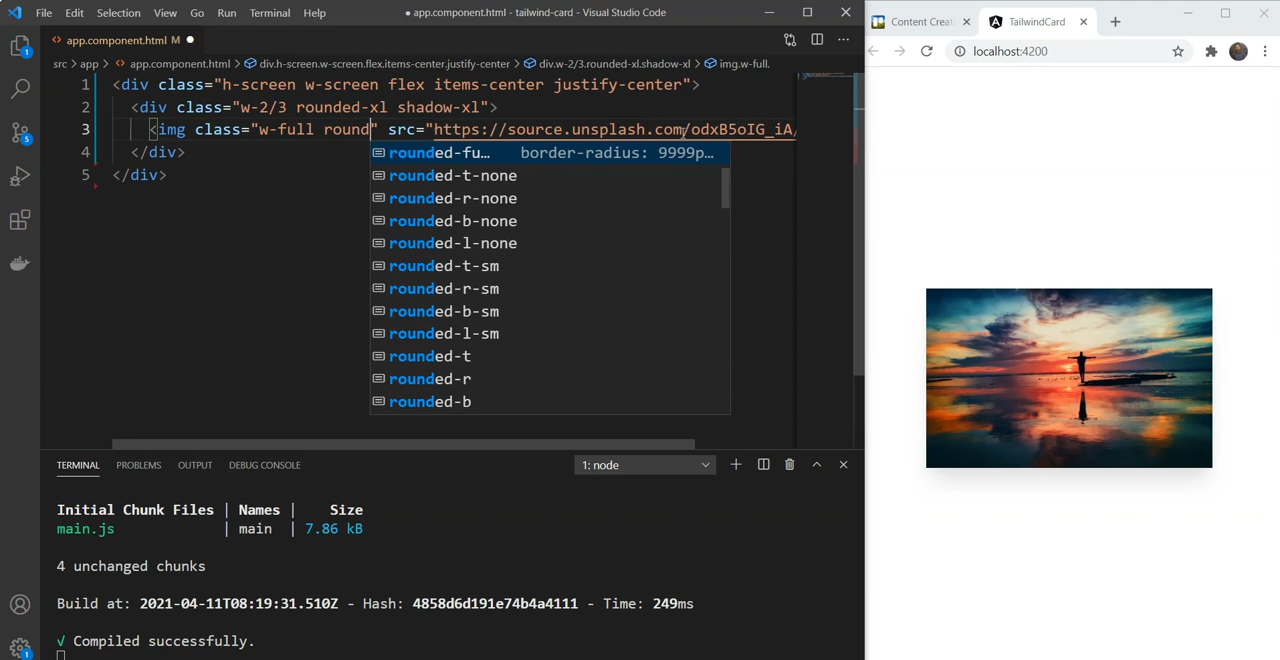 File Edit Selection View Go Run Terminal Help ● app.component.html - tailwind-card - Visual Studio Code
app.component.html M ●
src > app > app.component.html > div.h-screen.w-screen.flex.items-center.justify-center > div.w-2/3.rounded-xl.shadow-xl > img.w-full.
1 <div class="h-screen w-screen flex items-center justify-center">
2 <div class="w-2/3 rounded-xl shadow-xl">
3 <img class="w-full round" src="https://source.unsplash.com/odxB5oIG_iA/
4 </div>
5 </div>
rounded-fu… border-radius: 9999p…
rounded-t-none
rounded-r-none
rounded-b-none
rounded-l-none
rounded-t-sm
rounded-r-sm
rounded-b-sm
rounded-l-sm
rounded-t
rounded-r
rounded-b
TERMINAL PROBLEMS OUTPUT DEBUG CONSOLE 1: node
Initial Chunk Files | Names | Size
main.js | main | 7.86 kB
4 unchanged chunks
Build at: 2021-04-11T08:19:31.510Z - Hash: 4858d6d191e74b4a4111 - Time: 249ms
√ Compiled successfully.
1
5
1
Content Creat
TailwindCard
localhost:4200